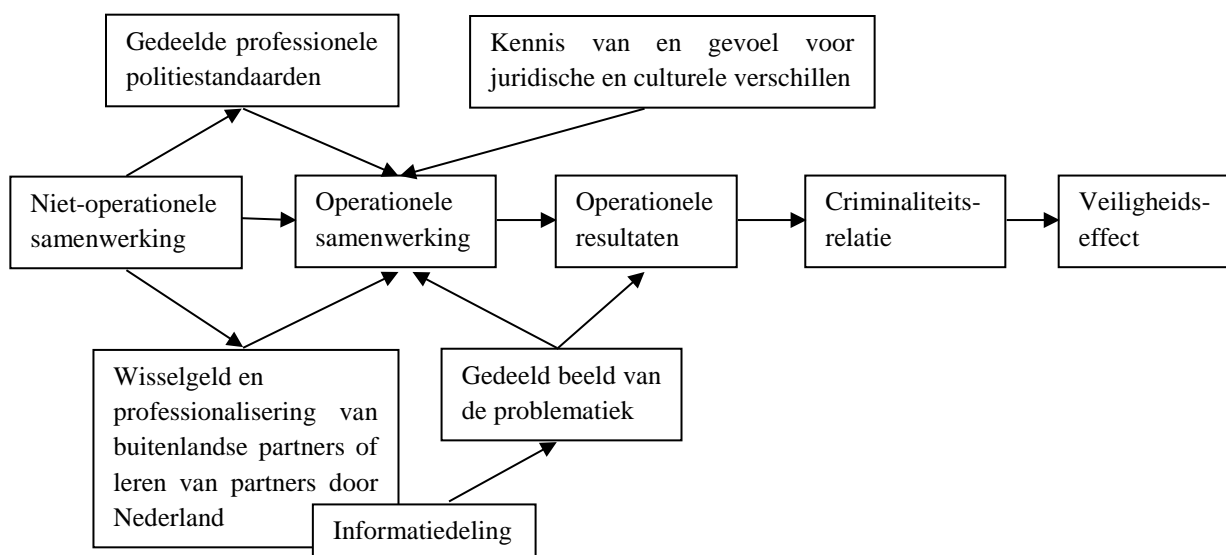 Gedeelde professionele
politiestandaarden
Kennis van en gevoel voor
juridische en culturele verschillen
Niet-operationele
samenwerking
Operationele
samenwerking
Operationele
resultaten
Criminaliteits-
relatie
Veiligheids-
effect
Wisselgeld en
professionalisering van
buitenlandse partners of
leren van partners door
Nederland
Gedeeld beeld van
de problematiek
Informatiedeling